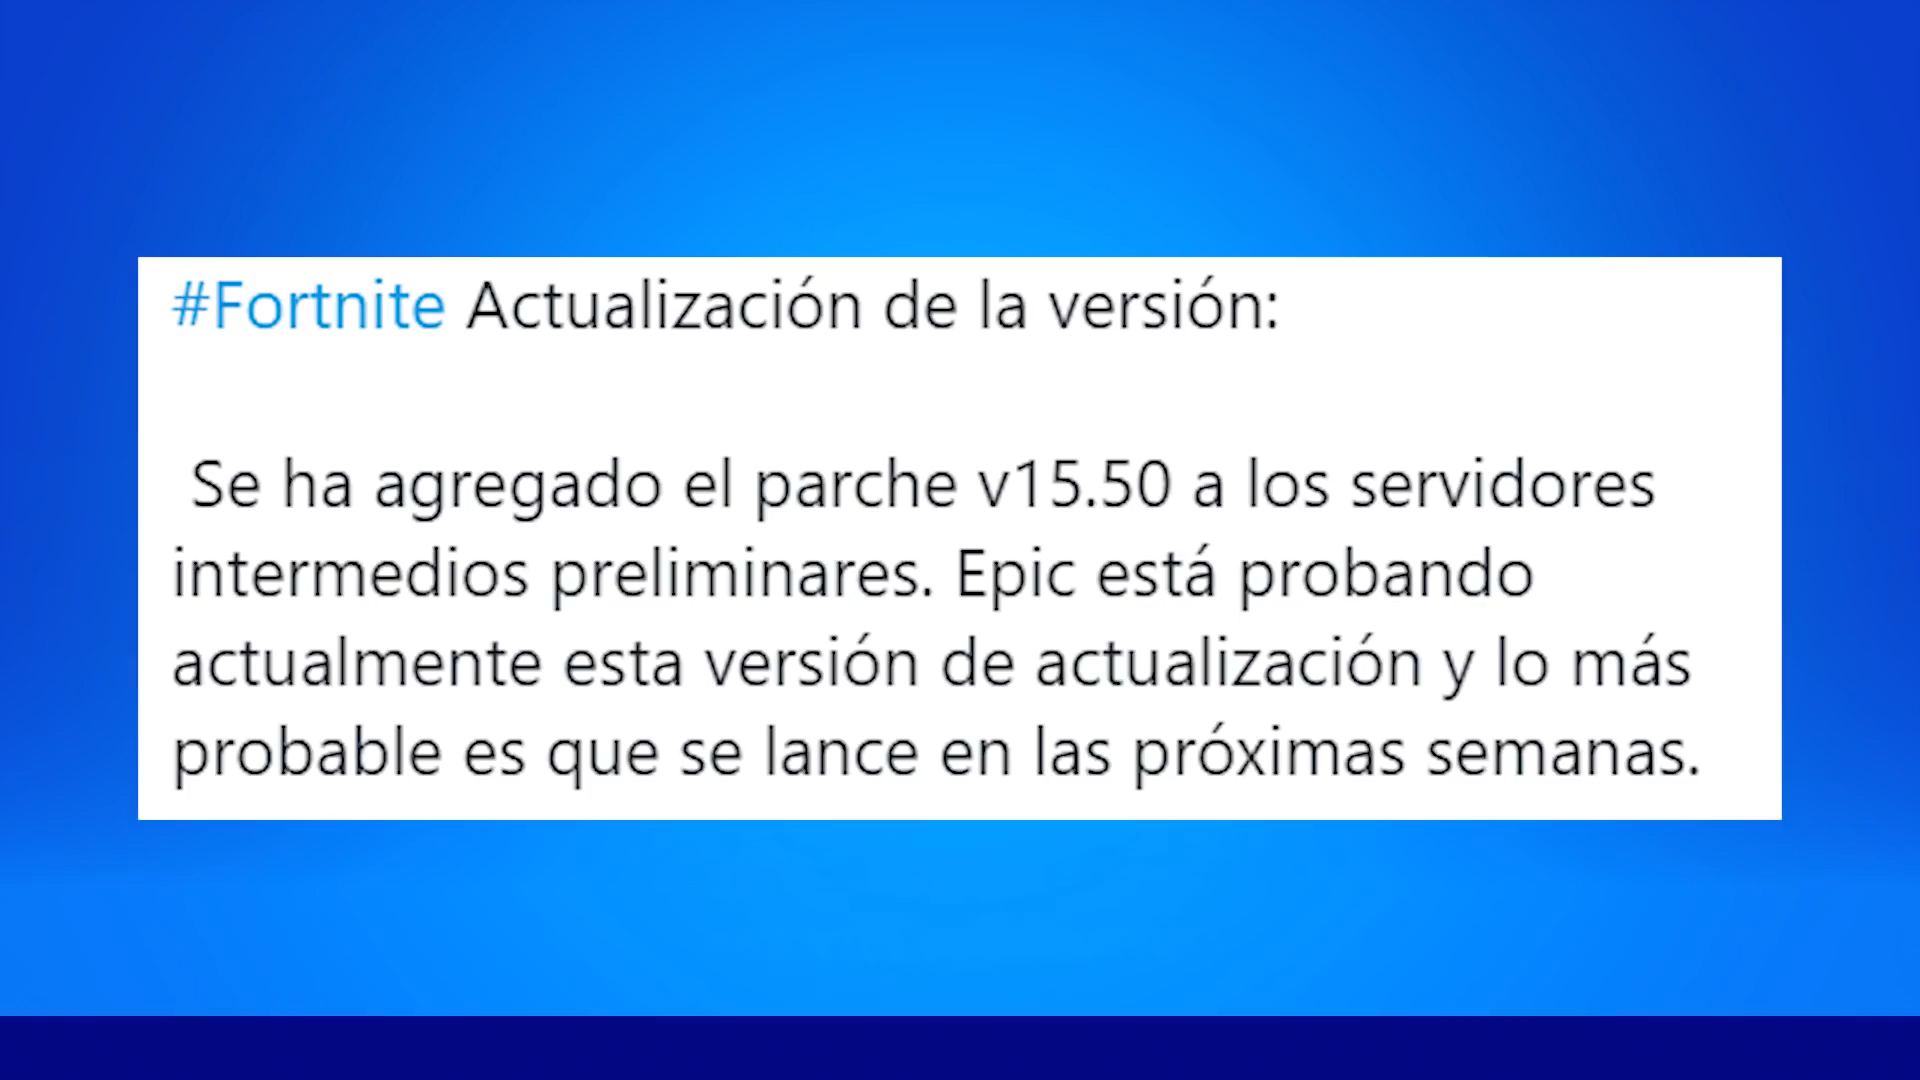 #Fortnite Actualización de la versión:
Se ha agregado el parche v15.50 a los servidores
intermedios preliminares. Epic está probando
actualmente esta versión de actualización y lo más
probable es que se lance en las próximas semanas.